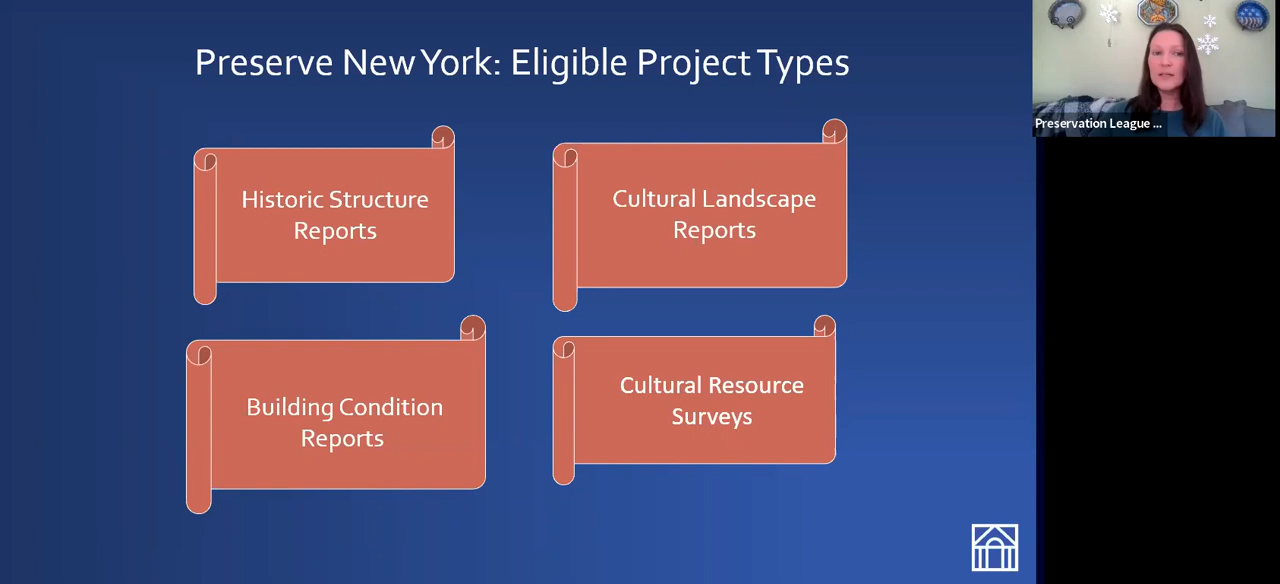 Preserve New York: Eligible Project Types
Historic Structure
Reports
Cultural Landscape
Reports
Building Condition
Reports
Cultural Resource
Surveys
Preservation League ...